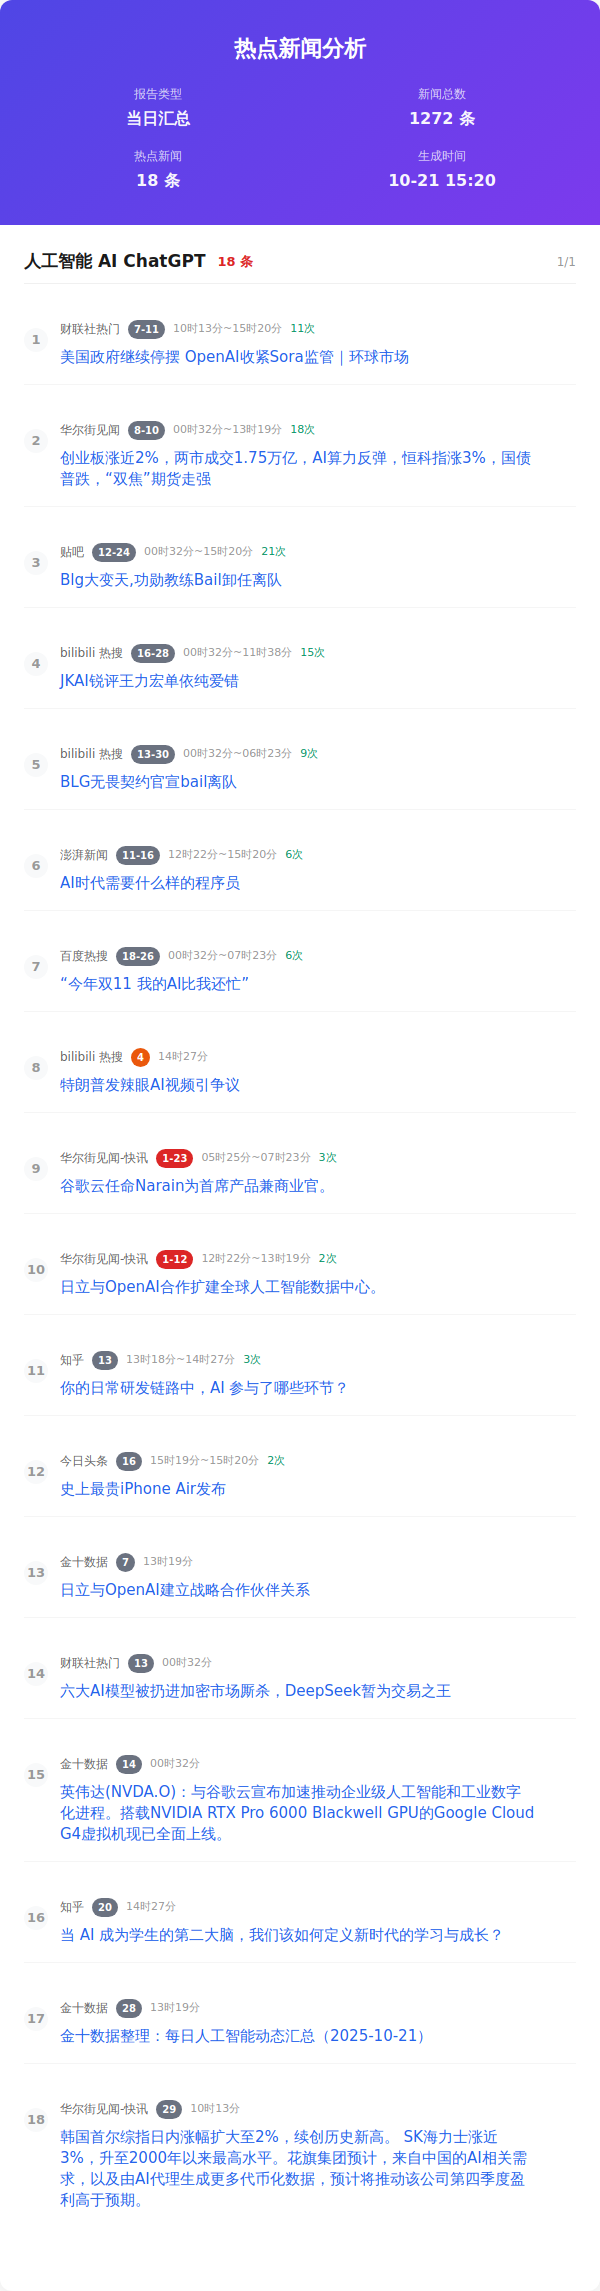 热点新闻分析
报告类型
新闻总数
当日汇总
1272 条
热点新闻
生成时间
18 条
10-21 15:20
人工智能 AI ChatGPT 18 条 1/1
1
财联社热门 7-11 10时13分~15时20分 11次
美国政府继续停摆 OpenAI收紧Sora监管｜环球市场
2
华尔街见闻 8-10 00时32分~13时19分 18次
创业板涨近2%，两市成交1.75万亿，AI算力反弹，恒科指涨3%，国债
普跌，“双焦”期货走强
3
贴吧 12-24 00时32分~15时20分 21次
Blg大变天,功勋教练Bail卸任离队
4
bilibili 热搜 16-28 00时32分~11时38分 15次
JKAI锐评王力宏单依纯爱错
5
bilibili 热搜 13-30 00时32分~06时23分 9次
BLG无畏契约官宣bail离队
6
澎湃新闻 11-16 12时22分~15时20分 6次
AI时代需要什么样的程序员
7
百度热搜 18-26 00时32分~07时23分 6次
“今年双11 我的AI比我还忙”
8
bilibili 热搜 4 14时27分
特朗普发辣眼AI视频引争议
9
华尔街见闻-快讯 1-23 05时25分~07时23分 3次
谷歌云任命Narain为首席产品兼商业官。
10
华尔街见闻-快讯 1-12 12时22分~13时19分 2次
日立与OpenAI合作扩建全球人工智能数据中心。
11
知乎 13 13时18分~14时27分 3次
你的日常研发链路中，AI 参与了哪些环节？
12
今日头条 16 15时19分~15时20分 2次
史上最贵iPhone Air发布
13
金十数据 7 13时19分
日立与OpenAI建立战略合作伙伴关系
14
财联社热门 13 00时32分
六大AI模型被扔进加密市场厮杀，DeepSeek暂为交易之王
15
金十数据 14 00时32分
英伟达(NVDA.O)：与谷歌云宣布加速推动企业级人工智能和工业数字
化进程。搭载NVIDIA RTX Pro 6000 Blackwell GPU的Google Cloud
G4虚拟机现已全面上线。
16
知乎 20 14时27分
当 AI 成为学生的第二大脑，我们该如何定义新时代的学习与成长？
17
金十数据 28 13时19分
金十数据整理：每日人工智能动态汇总（2025-10-21）
18
华尔街见闻-快讯 29 10时13分
韩国首尔综指日内涨幅扩大至2%，续创历史新高。 SK海力士涨近
3%，升至2000年以来最高水平。花旗集团预计，来自中国的AI相关需
求，以及由AI代理生成更多代币化数据，预计将推动该公司第四季度盈
利高于预期。